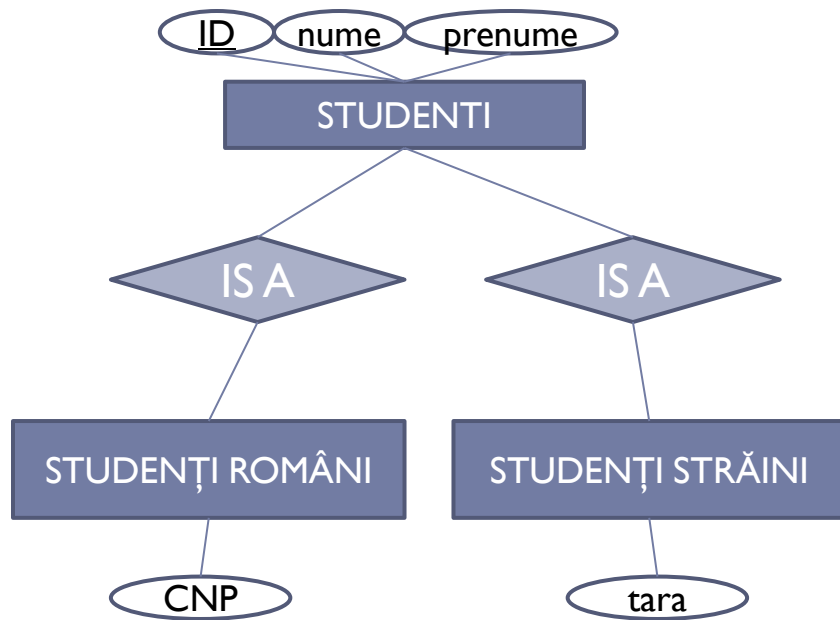 ID nume prenume
STUDENTI
IS A IS A
STUDENȚI ROMÂNI STUDENȚI STRĂINI
CNP tara